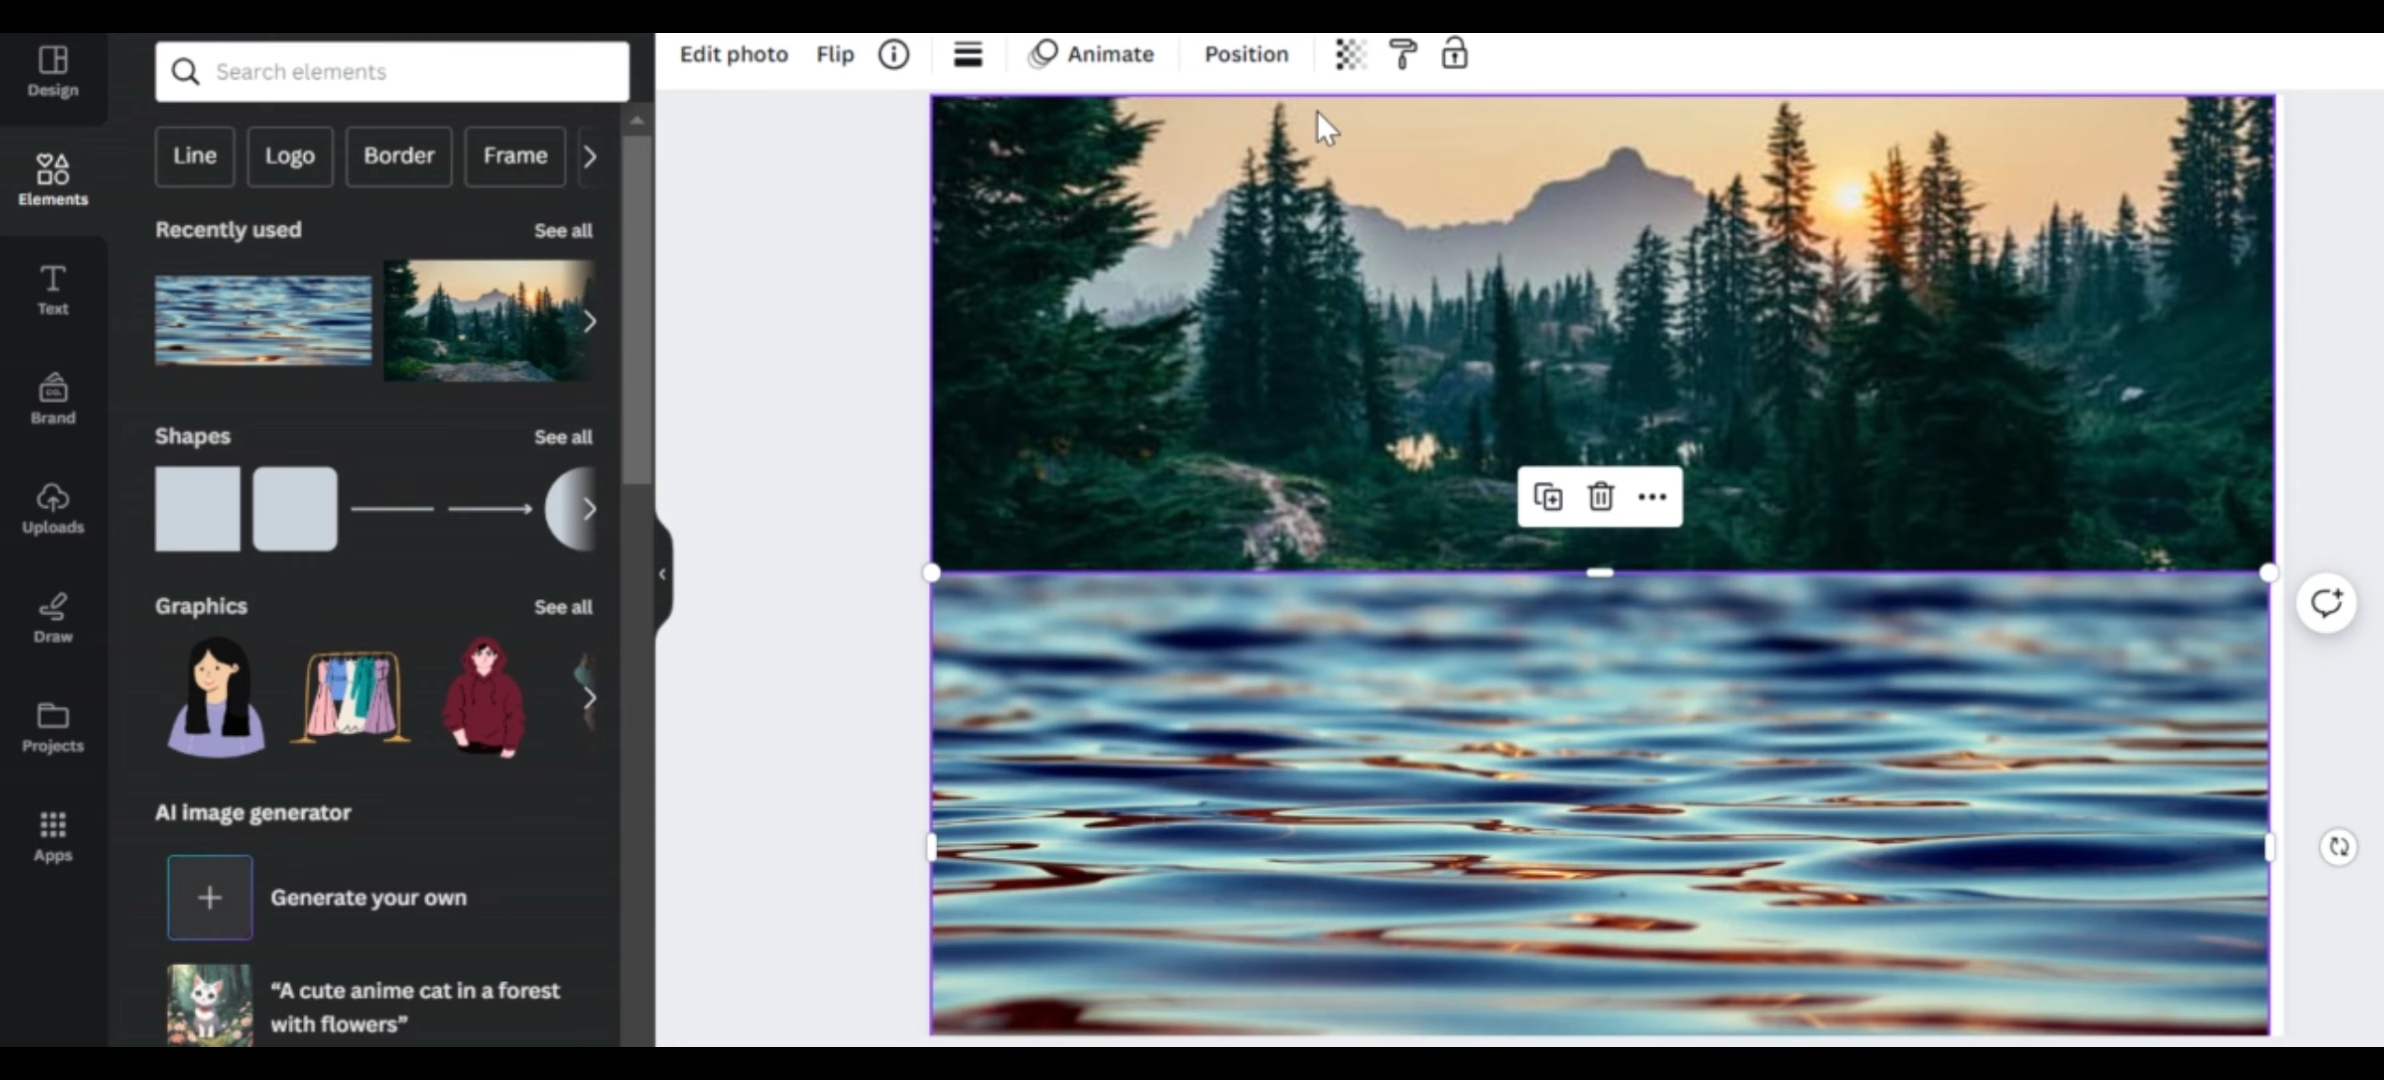 Design
Elements
Text
Brand
Uploads
Draw
Projects
Apps
Search elements
Line
Logo
Border
Frame
Recently used
See all
Shapes
See all
Graphics
See all
AI image generator
Generate your own
“A cute anime cat in a forest
with flowers”
Edit photo
Flip
Animate
Position